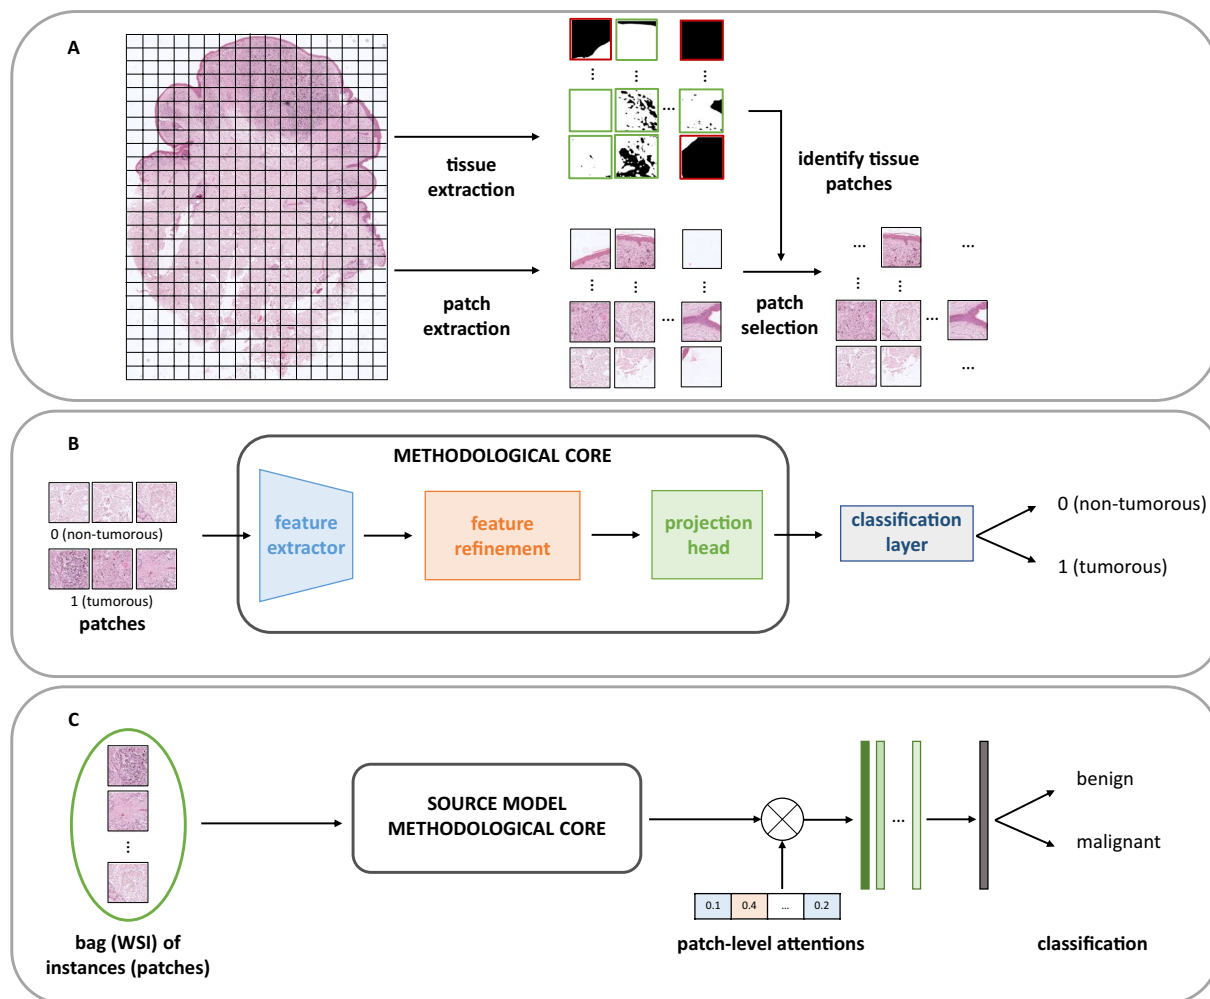 A
tissue
extraction
identify tissue
patches
patch
extraction
patch
selection
...
...
...
...
...
...
...
...
...
...
...
...
...
...
B
METHODOLOGICAL CORE
feature
extractor
feature
refinement
projection
head
classification
layer
0 (non-tumorous)
1 (tumorous)
0 (non-tumorous)
1 (tumorous)
patches
C
SOURCE MODEL
METHODOLOGICAL CORE
...
...
benign
malignant
0.1 0.4 ... 0.2
patch-level attentions
classification
bag (WSI) of
instances (patches)